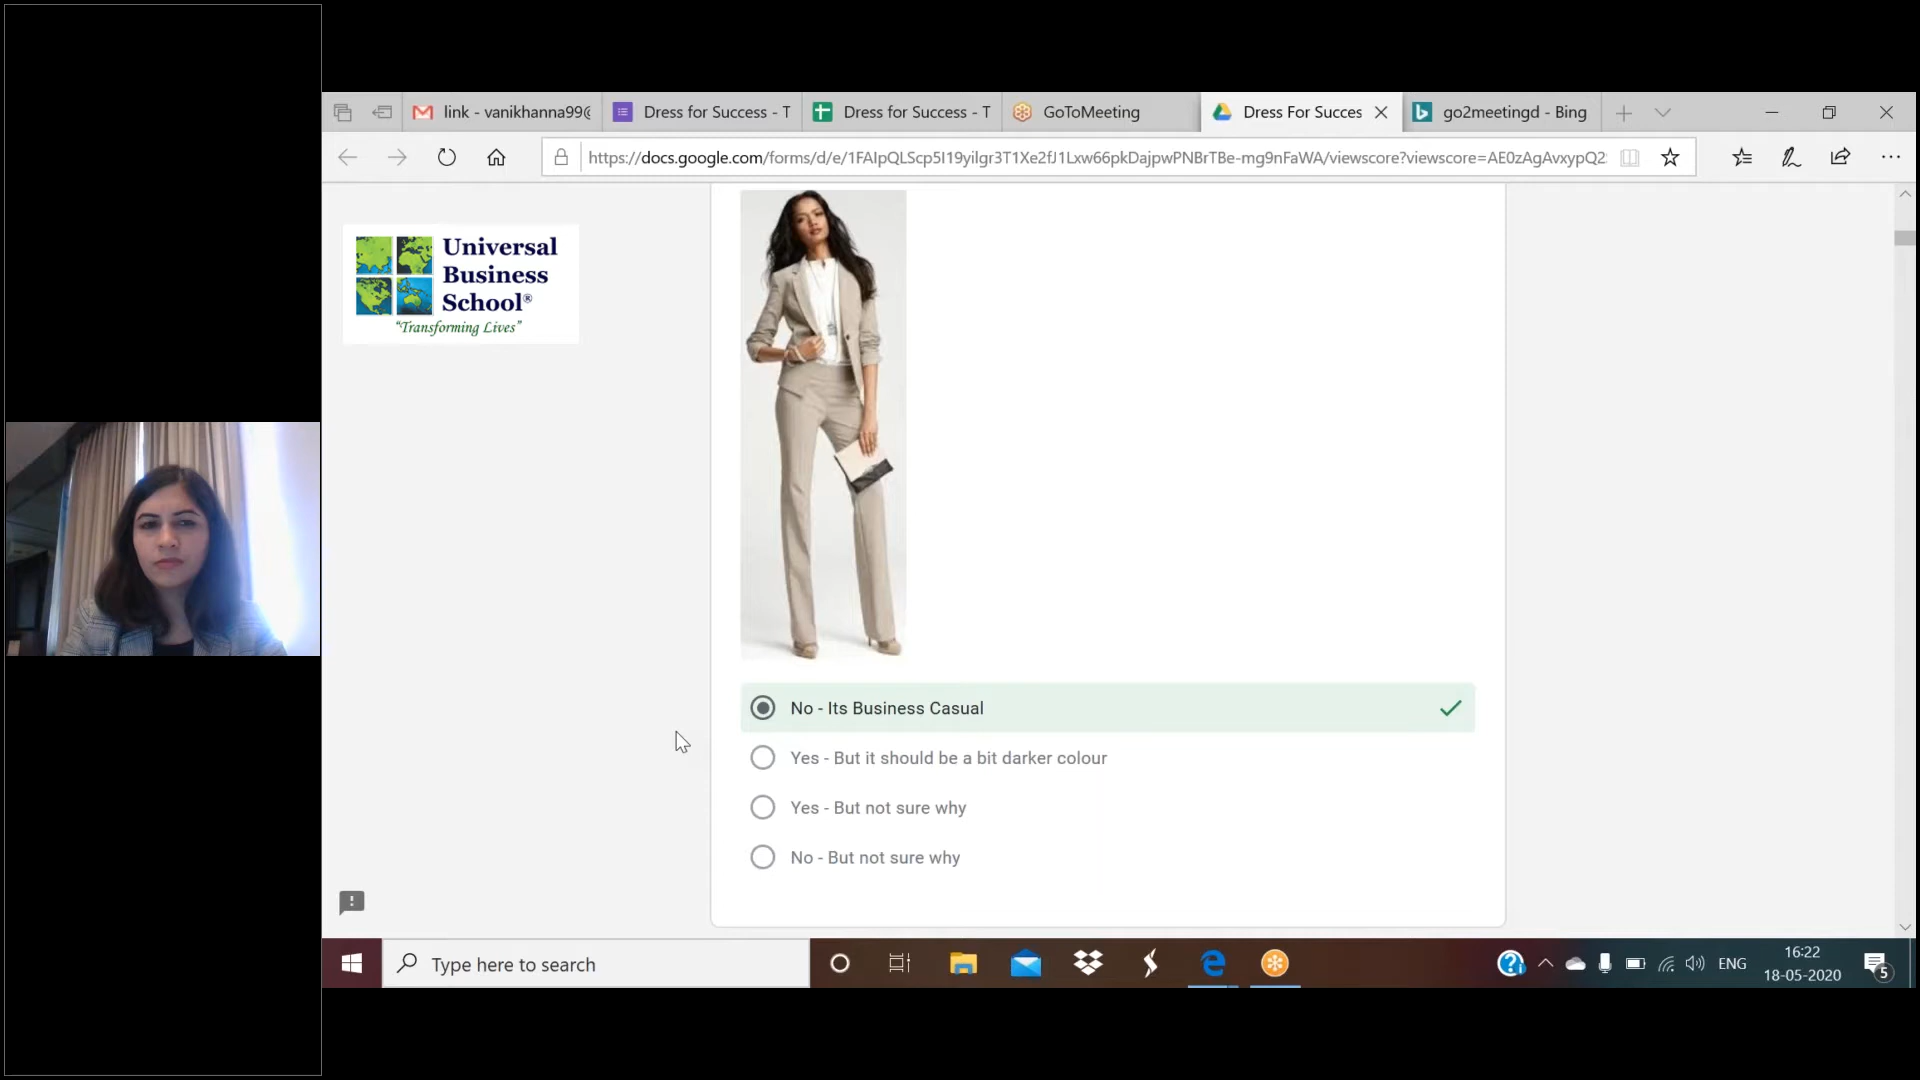 link - vanikhanna99@
Dress for Success - T
Dress for Success - T
GoToMeeting
Dress For Succes
go2meetingd - Bing
https://docs.google.com/forms/d/e/1FAIpQLScp5I19yilgr3T1Xe2fJ1Lxw66pkDajpwPNBrTBe-mg9nFaWA/viewscore?viewscore=AE0zAgAvxypQ2
Universal
Business
School®
"Transforming Lives"
No - Its Business Casual
Yes - But it should be a bit darker colour
Yes - But not sure why
No - But not sure why
Type here to search
ENG
16:22
18-05-2020
5